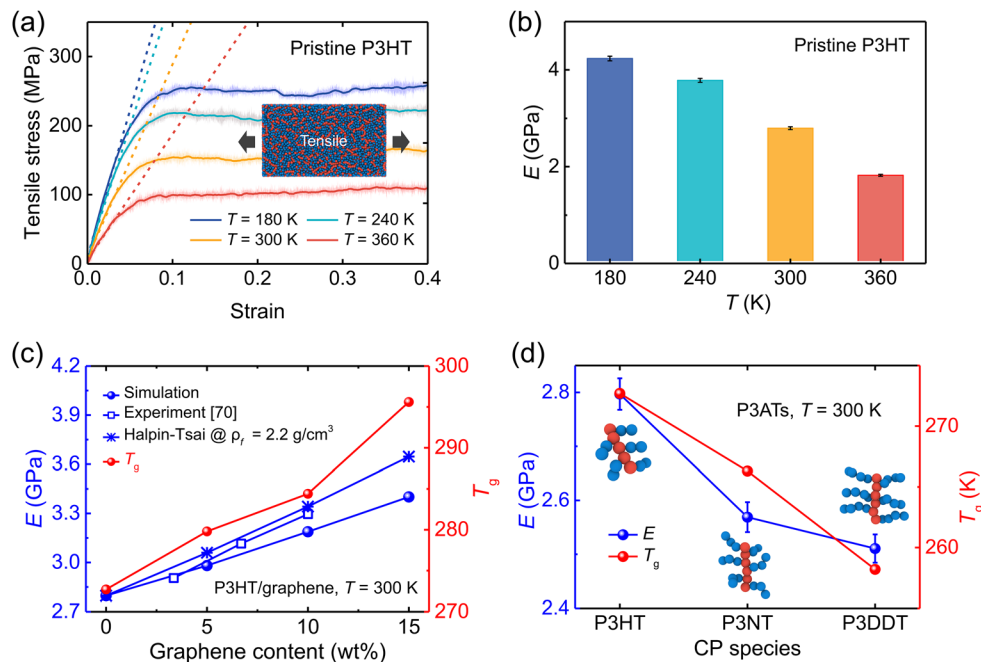 (a)
Pristine P3HT
Tensile stress (MPa)
300
200
100
0
Tensile
T = 180 K
T = 240 K
T = 300 K
T = 360 K
0.0
0.1
0.2
0.3
0.4
Strain
(b)
Pristine P3HT
E (GPa)
4
2
0
180
240
300
360
T (K)
(c)
E (GPa)
4.2
3.9
3.6
3.3
3.0
2.7
Simulation
Experiment [70]
Halpin-Tsai @ ρf = 2.2 g/cm³
Tg
P3HT/graphene, T = 300 K
300
295
290
285
280
275
270
Tg
0
5
10
15
Graphene content (wt%)
(d)
E (GPa)
2.8
2.6
2.4
P3ATs, T = 300 K
E
Tg
270
260
Tg (K)
P3HT
P3NT
P3DDT
CP species